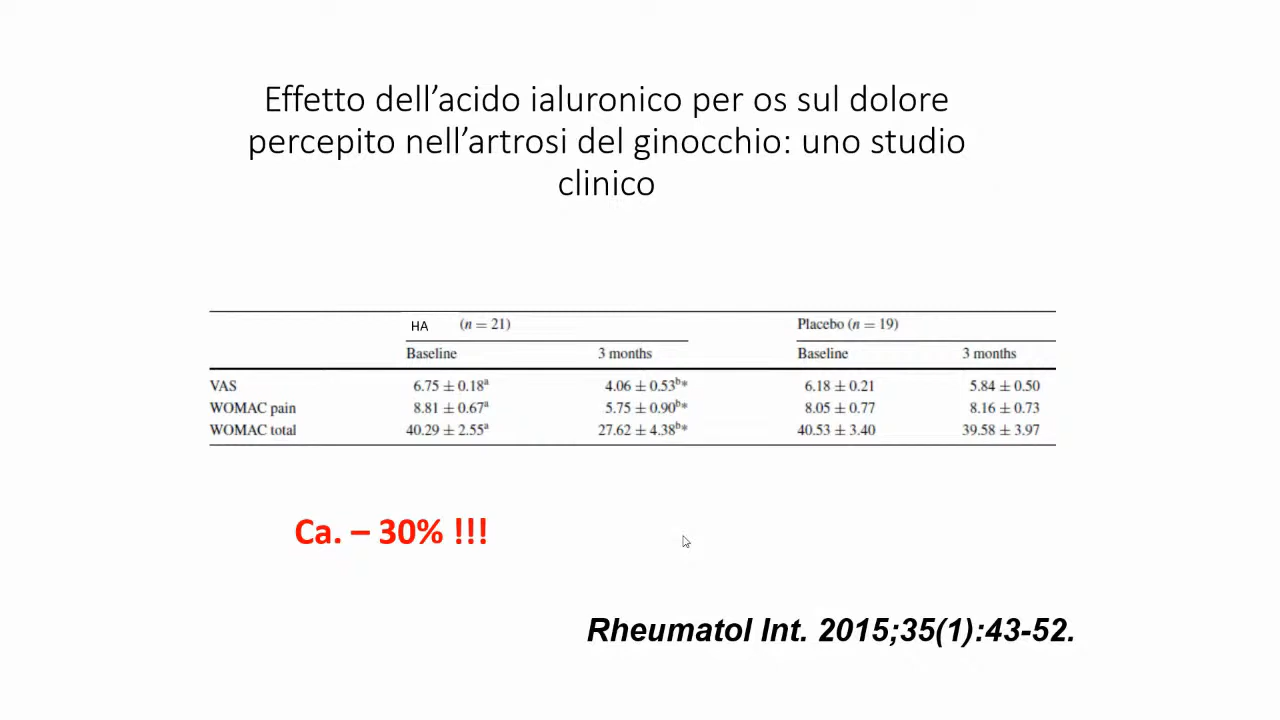 Effetto dell’acido ialuronico per os sul dolore
percepito nell’artrosi del ginocchio: uno studio
clinico
HA (n = 21) Placebo (n = 19)
Baseline 3 months Baseline 3 months
VAS 6.75 ± 0.18ᵃ 4.06 ± 0.53ᵇ* 6.18 ± 0.21 5.84 ± 0.50
WOMAC pain 8.81 ± 0.67ᵃ 5.75 ± 0.90ᵇ* 8.05 ± 0.77 8.16 ± 0.73
WOMAC total 40.29 ± 2.55ᵃ 27.62 ± 4.38ᵇ* 40.53 ± 3.40 39.58 ± 3.97
Ca. – 30% !!!
Rheumatol Int. 2015;35(1):43-52.